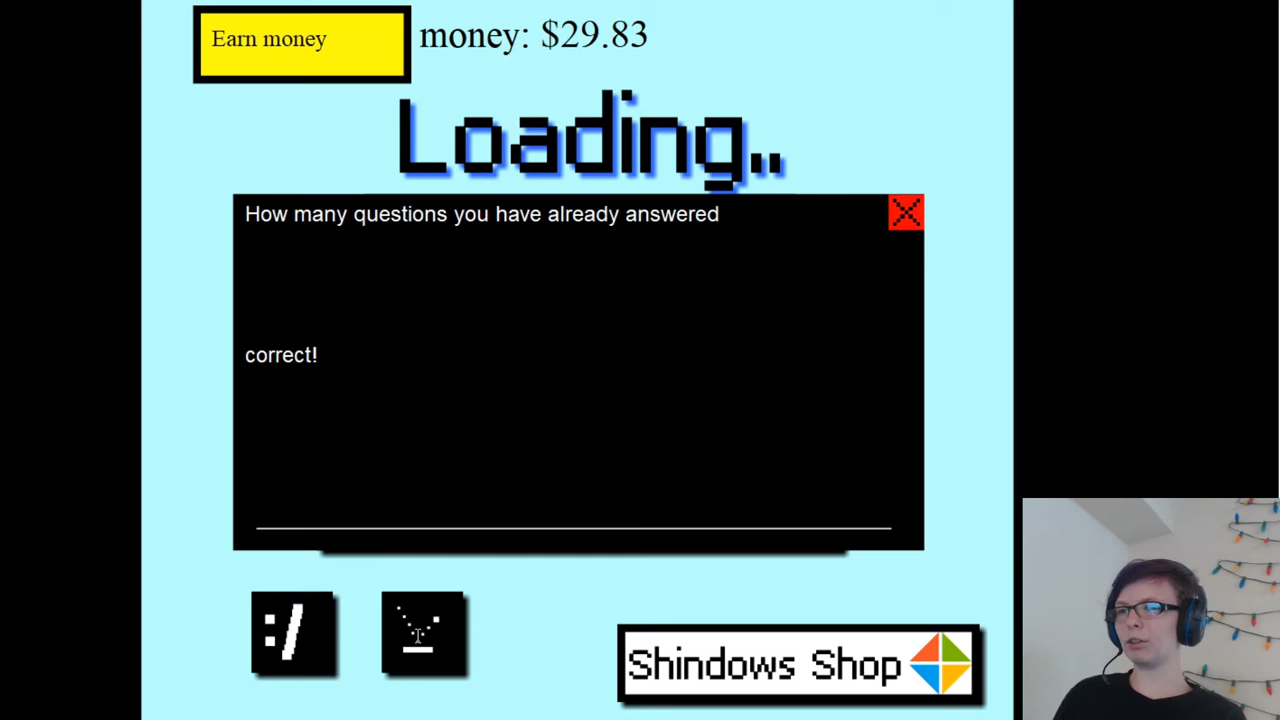 Earn money
money: $29.83
Loading..
How many questions you have already answered
correct!
:/
Shindows Shop